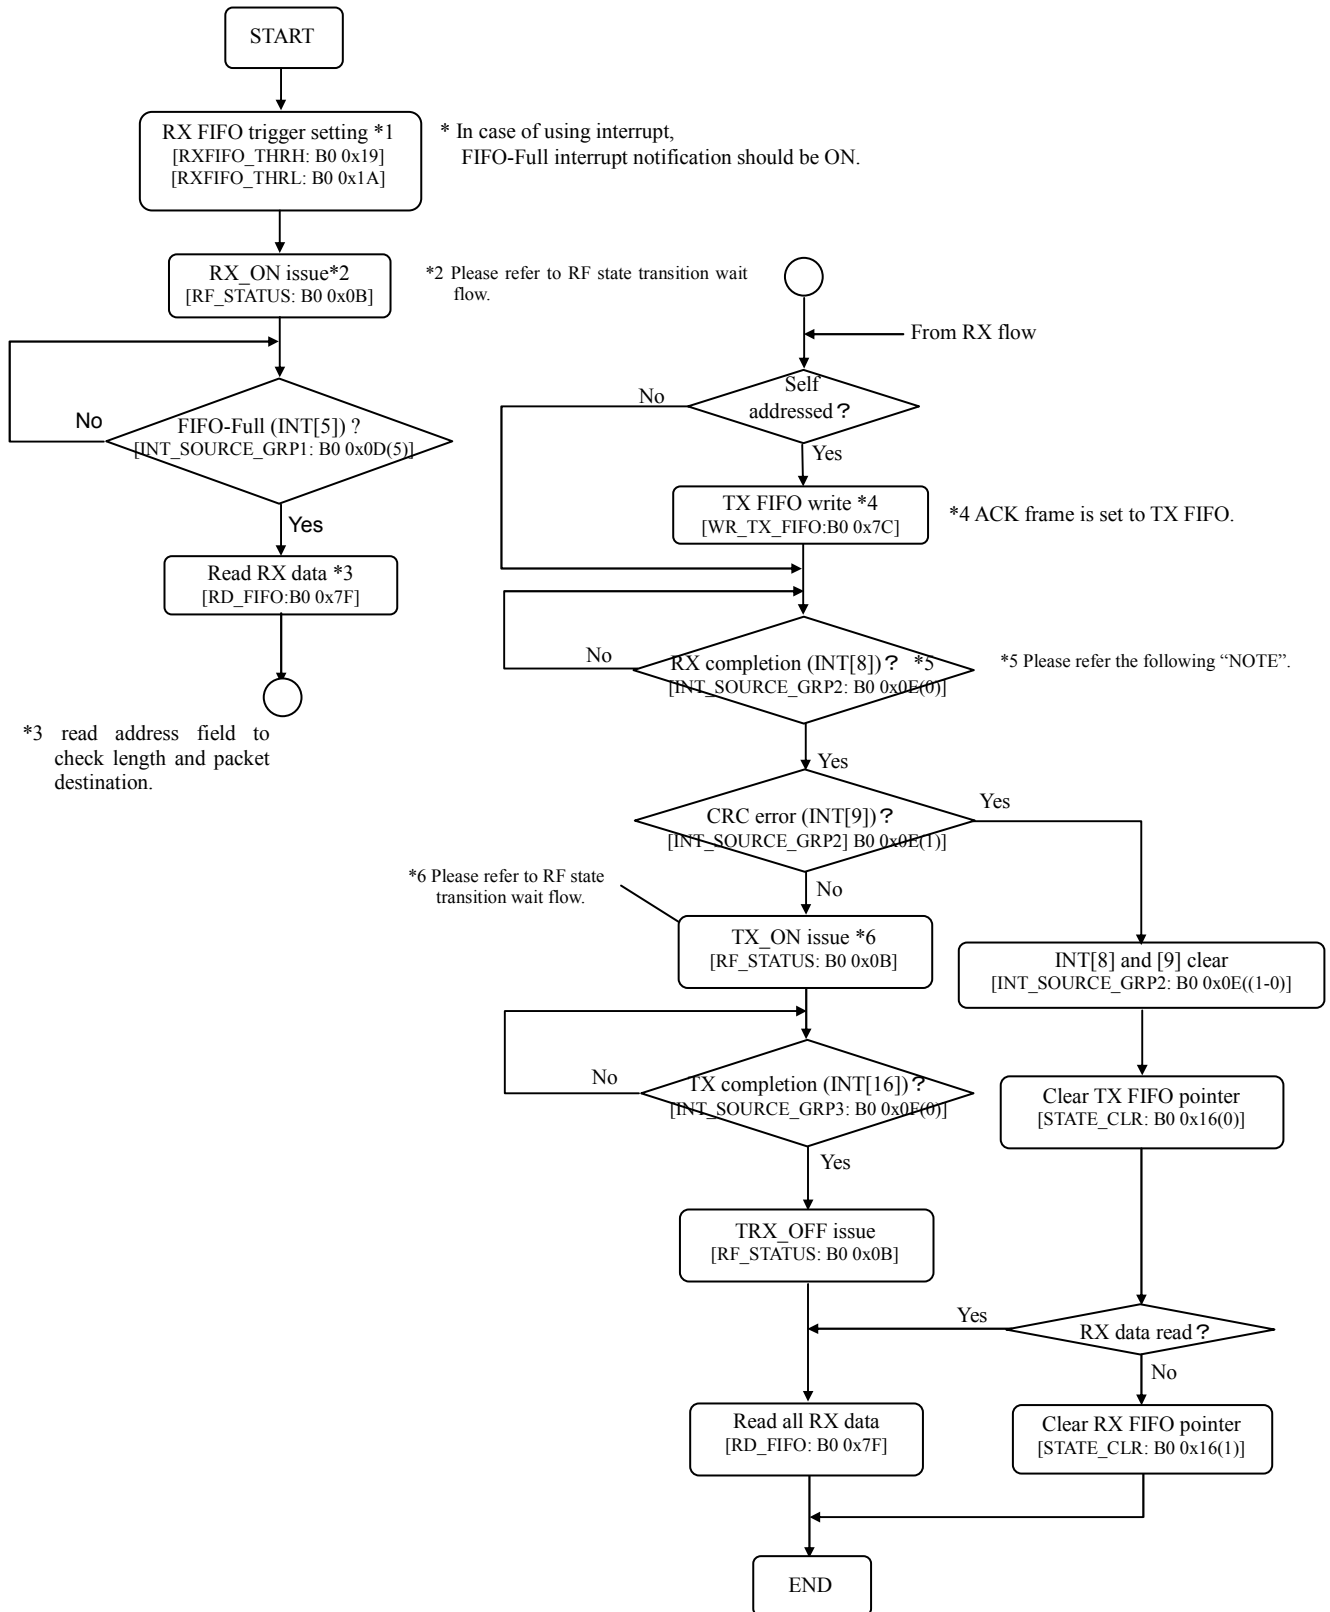 START
RX FIFO trigger setting *1
[RXFIFO_THRH: B0 0x19]
[RXFIFO_THRL: B0 0x1A]
* In case of using interrupt,
FIFO-Full interrupt notification should be ON.
RX_ON issue*2
[RF_STATUS: B0 0x0B]
*2 Please refer to RF state transition wait
flow.
From RX flow
No
FIFO-Full (INT[5]) ?
[INT_SOURCE_GRP1: B0 0x0D(5)]
Yes
Read RX data *3
[RD_FIFO:B0 0x7F]
*3 read address field to
check length and packet
destination.
No
Self
addressed?
Yes
TX FIFO write *4
[WR_TX_FIFO:B0 0x7C]
*4 ACK frame is set to TX FIFO.
No
RX completion (INT[8])? *5
[INT_SOURCE_GRP2: B0 0x0E(0)]
*5 Please refer the following “NOTE”.
Yes
CRC error (INT[9])?
[INT_SOURCE_GRP2] B0 0x0E(1)]
Yes
No
*6 Please refer to RF state
transition wait flow.
TX_ON issue *6
[RF_STATUS: B0 0x0B]
INT[8] and [9] clear
[INT_SOURCE_GRP2: B0 0x0E((1-0)]
No
TX completion (INT[16])?
[INT_SOURCE_GRP3: B0 0x0F(0)]
Yes
Clear TX FIFO pointer
[STATE_CLR: B0 0x16(0)]
TRX_OFF issue
[RF_STATUS: B0 0x0B]
Yes
RX data read?
No
Read all RX data
[RD_FIFO: B0 0x7F]
Clear RX FIFO pointer
[STATE_CLR: B0 0x16(1)]
END